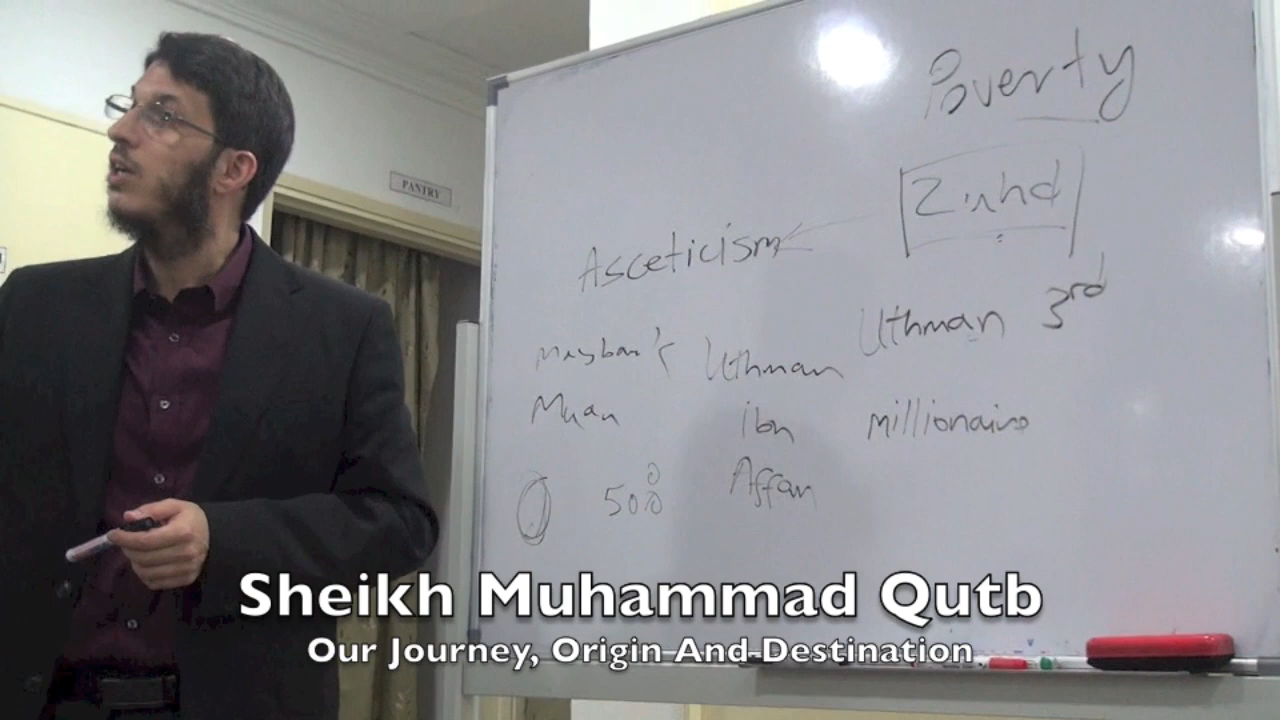 PANTRY
Poverty
Zuhd
Asceticism
Uthman 3rd
Uthman
ibn
millionaire
Affan
500
Sheikh Muhammad Qutb
Our Journey, Origin And Destination